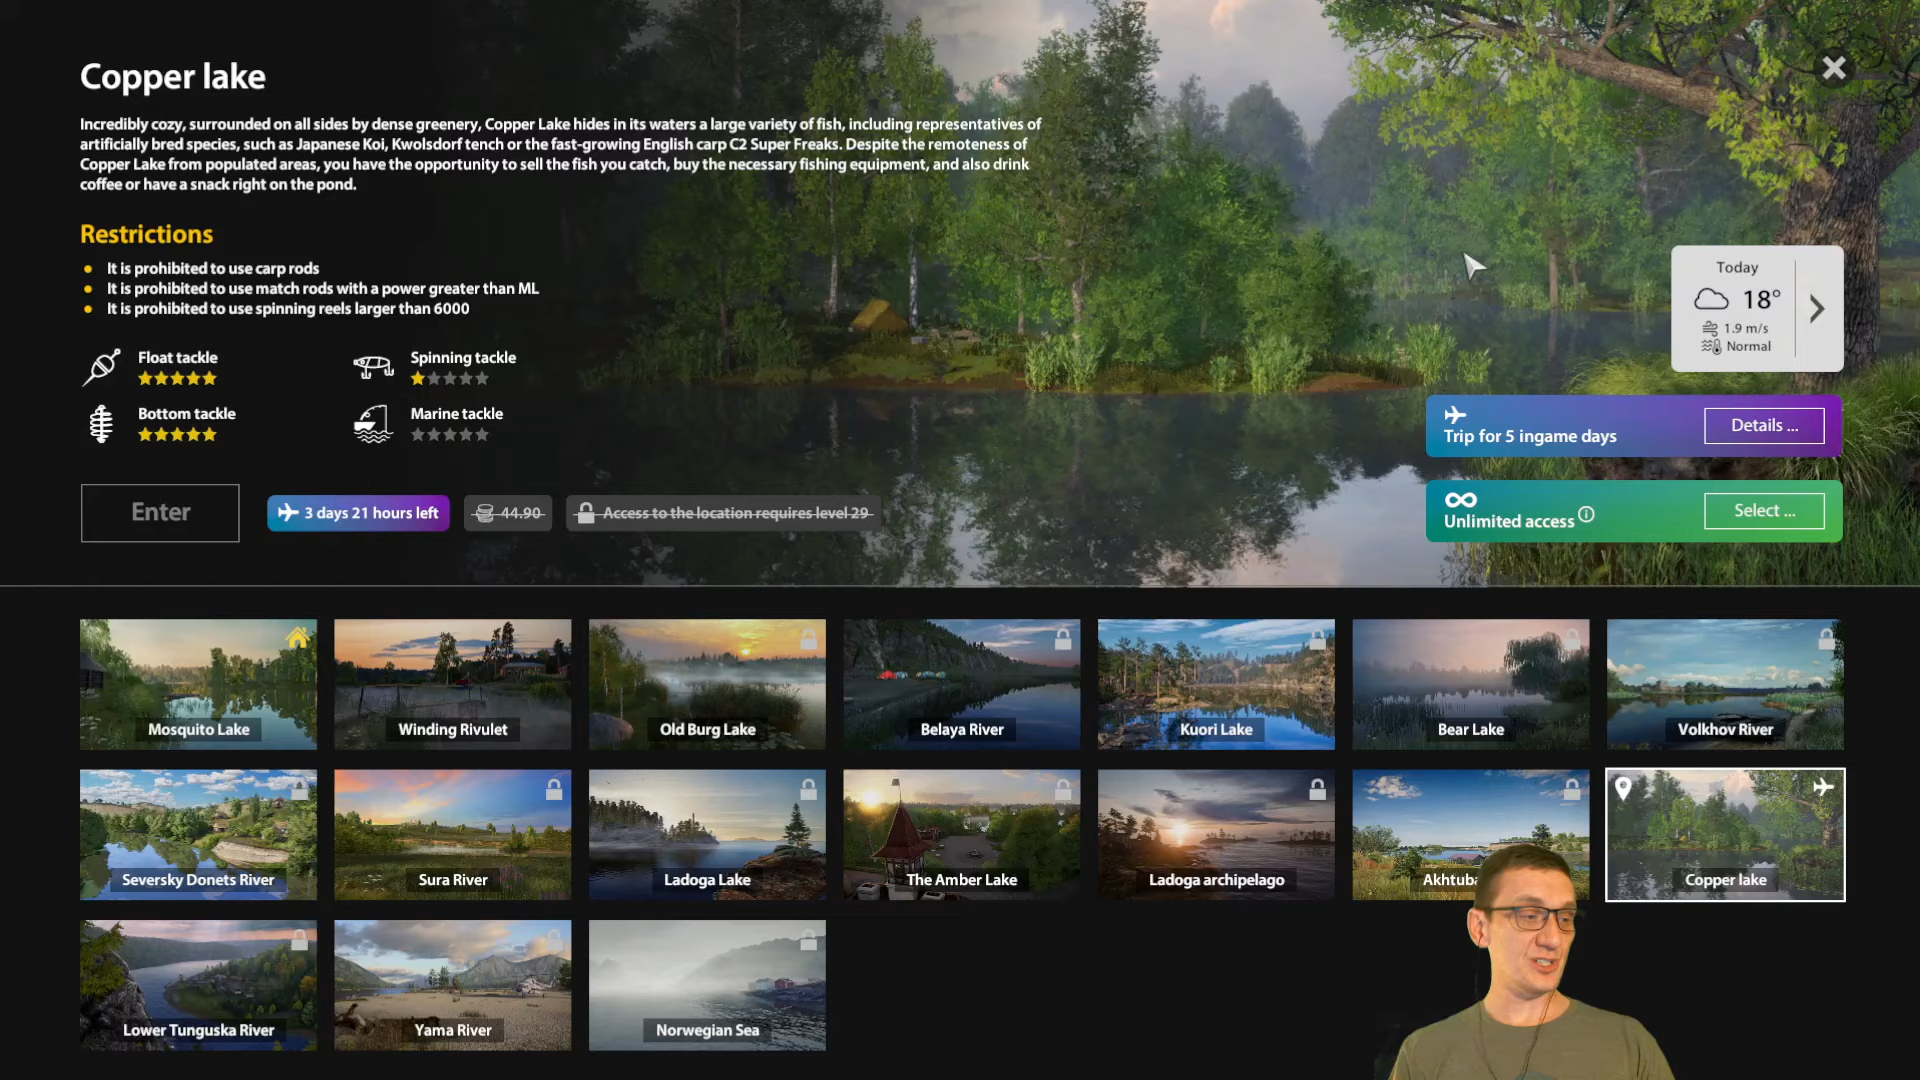 Copper lake
Incredibly cozy, surrounded on all sides by dense greenery, Copper Lake hides in its waters a large variety of fish, including representatives of
artificially bred species, such as Japanese Koi, Kwolsdorf tench or the fast-growing English carp C2 Super Freaks. Despite the remoteness of
Copper Lake from populated areas, you have the opportunity to sell the fish you catch, buy the necessary fishing equipment, and also drink
coffee or have a snack right on the pond.
Restrictions
It is prohibited to use carp rods
It is prohibited to use match rods with a power greater than ML
It is prohibited to use spinning reels larger than 6000
Float tackle
Spinning tackle
Bottom tackle
Marine tackle
Today
18°
1.9 m/s
Normal
Trip for 5 ingame days
Details ...
Unlimited access
Select ...
Enter
3 days 21 hours left
44.90
Access to the location requires level 29
Mosquito Lake
Winding Rivulet
Old Burg Lake
Belaya River
Kuori Lake
Bear Lake
Volkhov River
Seversky Donets River
Sura River
Ladoga Lake
The Amber Lake
Ladoga archipelago
Akhtuba
Copper lake
Lower Tunguska River
Yama River
Norwegian Sea